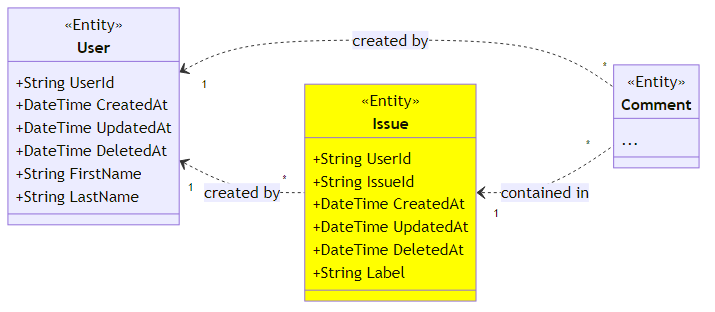 «Entity»
User
+String UserId
+DateTime CreatedAt
+DateTime UpdatedAt
+DateTime DeletedAt
+String FirstName
+String LastName
created by
1
*
«Entity»
Comment
...
«Entity»
Issue
+String UserId
+String IssueId
+DateTime CreatedAt
+DateTime UpdatedAt
+DateTime DeletedAt
+String Label
1
created by
*
*
contained in
1